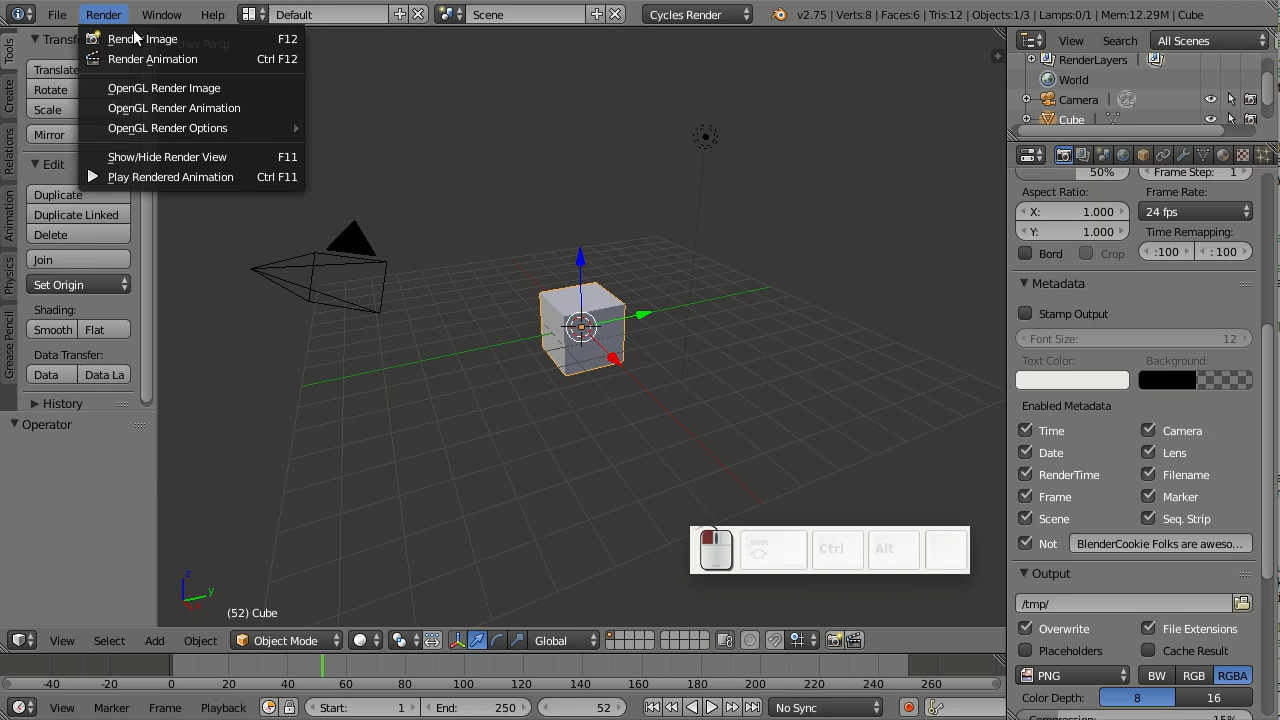 File Render Window Help Default Scene Cycles Render v2.75 | Verts:8 | Faces:6 | Tris:12 | Objects:1/3 | Lamps:0/1 | Mem:12.29M | Cube
Render Image F12
Render Animation Ctrl F12
OpenGL Render Image
OpenGL Render Animation
OpenGL Render Options
Show/Hide Render View F11
Play Rendered Animation Ctrl F11
Tools
Create
Relations
Animation
Physics
Grease Pencil
Transf
Translate
Rotate
Scale
Mirror
Edit
Duplicate
Duplicate Linked
Delete
Join
Set Origin
Shading:
Smooth Flat
Data Transfer:
Data Data La
History
Operator
User Persp
Shift
Ctrl
Alt
z
y
x
(52) Cube
View Search All Scenes
RenderLayers
World
Camera
Cube
50% Frame Step: 1
Aspect Ratio: Frame Rate:
X: 1.000 24 fps
Y: 1.000 Time Remapping:
Bord Crop :100 : 100
Metadata
Stamp Output
Font Size: 12
Text Color: Background:
Enabled Metadata
Time Camera
Date Lens
RenderTime Filename
Frame Marker
Scene Seq. Strip
Not BlenderCookie Folks are aweso...
Output
/tmp/
Overwrite File Extensions
Placeholders Cache Result
PNG BW RGB RGBA
Color Depth: 8 16
Compression: 15%
View Select Add Object Object Mode Global
-40 -20 0 20 40 60 80 100 120 140 160 180 200 220 240 260
View Marker Frame Playback Start: 1 End: 250 52 No Sync